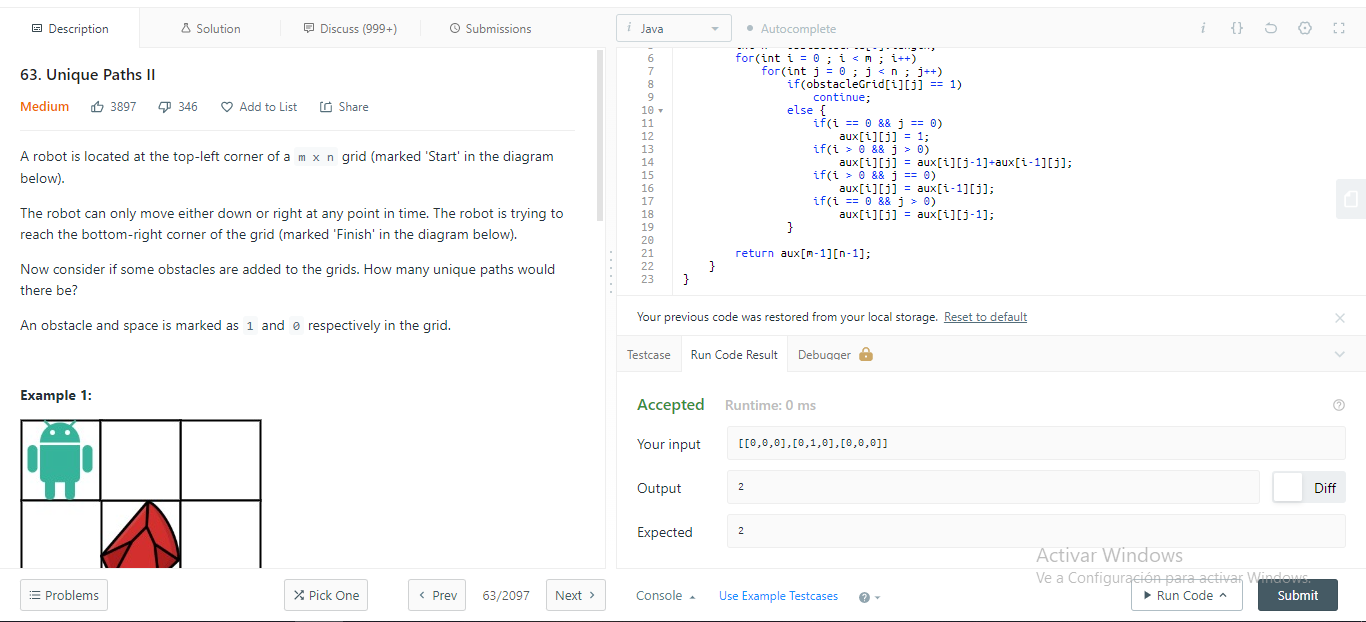 Description
Solution
Discuss (999+)
Submissions
i Java
Autocomplete
i {}
63. Unique Paths II
Medium 3897 346 Add to List Share
A robot is located at the top-left corner of a m x n grid (marked 'Start' in the diagram
below).
The robot can only move either down or right at any point in time. The robot is trying to
reach the bottom-right corner of the grid (marked 'Finish' in the diagram below).
Now consider if some obstacles are added to the grids. How many unique paths would
there be?
An obstacle and space is marked as 1 and 0 respectively in the grid.
Example 1:
6 for(int i = 0 ; i < m ; i++)
7 for(int j = 0 ; j < n ; j++)
8 if(obstacleGrid[i][j] == 1)
9 continue;
10 else {
11 if(i == 0 && j == 0)
12 aux[i][j] = 1;
13 if(i > 0 && j > 0)
14 aux[i][j] = aux[i][j-1]+aux[i-1][j];
15 if(i > 0 && j == 0)
16 aux[i][j] = aux[i-1][j];
17 if(i == 0 && j > 0)
18 aux[i][j] = aux[i][j-1];
19 }
20
21 return aux[m-1][n-1];
22 }
23 }
Your previous code was restored from your local storage. Reset to default
Testcase Run Code Result Debugger
Accepted Runtime: 0 ms
Your input [[0,0,0],[0,1,0],[0,0,0]]
Output 2 Diff
Expected 2
Activar Windows
Ve a Configuración para activar Windows.
Problems Pick One Prev 63/2097 Next Console Use Example Testcases Run Code Submit